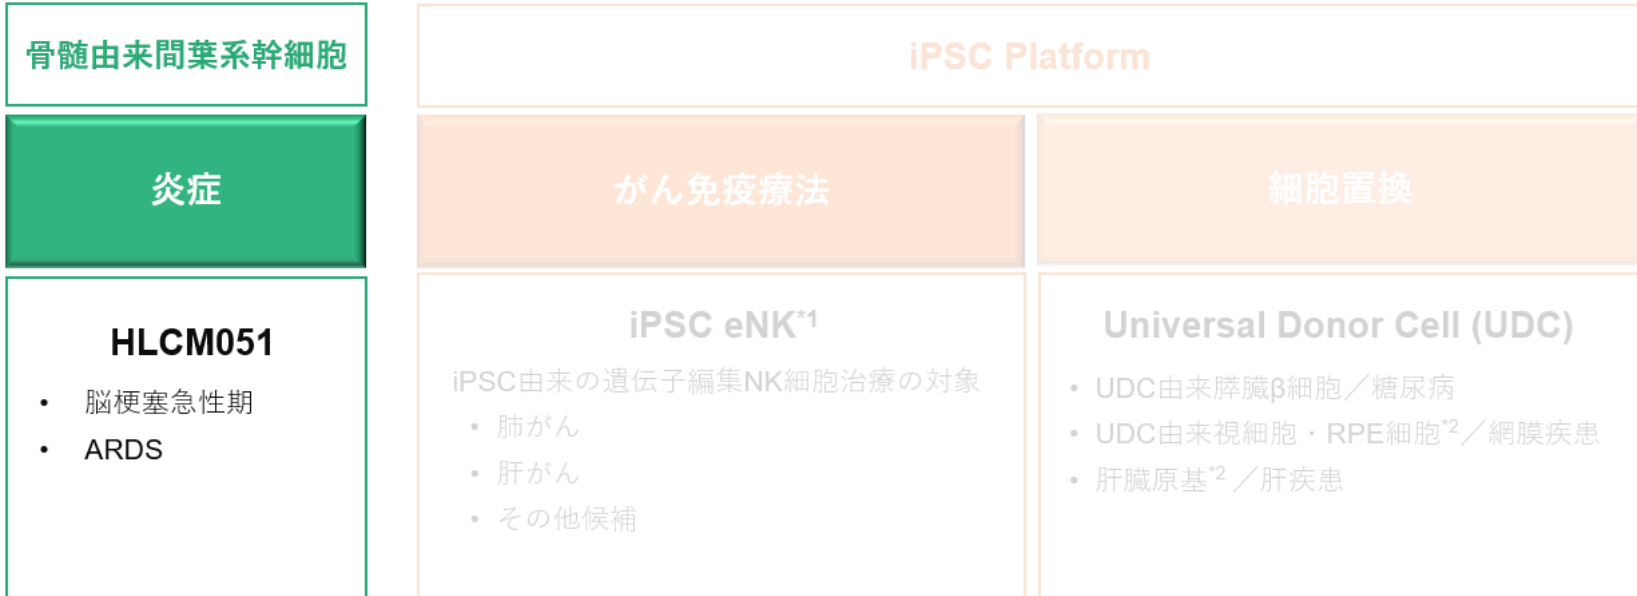 骨髄由来間葉系幹細胞
炎症
HLCM051
• 脳梗塞急性期
• ARDS
iPSC Platform
がん免疫療法
iPSC eNK*1
iPSC由来の遺伝子編集NK細胞治療の対象
• 肺がん
• 肝がん
• その他候補
細胞置換
Universal Donor Cell (UDC)
• UDC由来膵臓β細胞／糖尿病
• UDC由来視細胞・RPE細胞*2／網膜疾患
• 肝臓原基*2 ／肝疾患